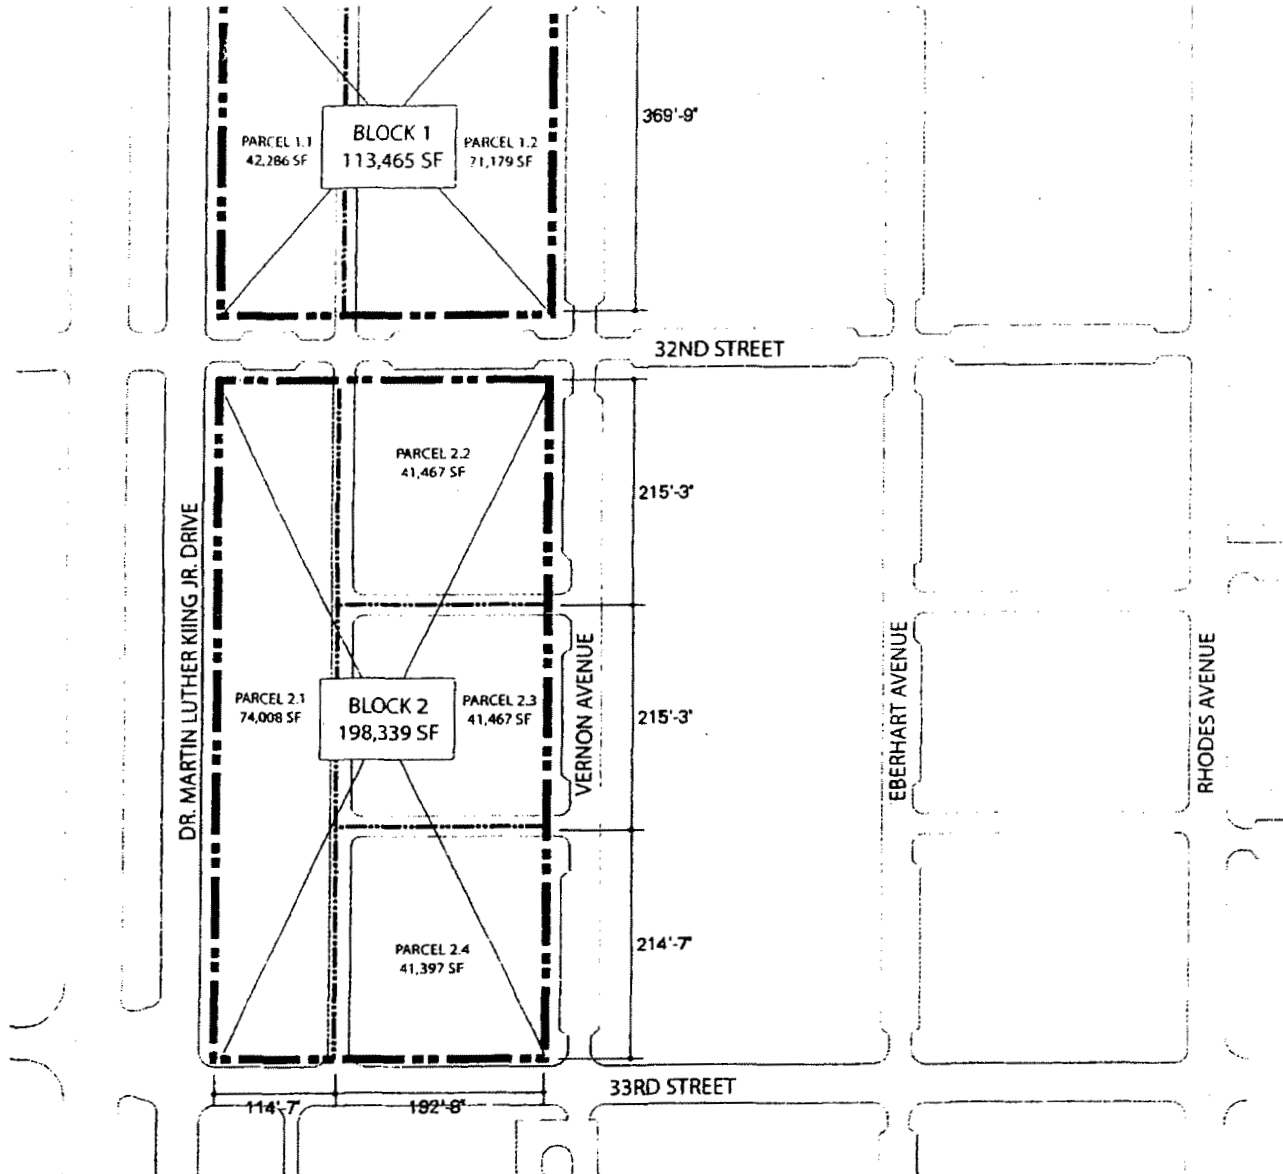 369'-9"
PARCEL 1.1
42,286 SF
BLOCK 1
113,465 SF
PARCEL 1.2
71,179 SF
32ND STREET
PARCEL 2.2
41,467 SF
215'-3"
DR. MARTIN LUTHER KIING JR. DRIVE
PARCEL 2.1
74,008 SF
BLOCK 2
198,339 SF
PARCEL 2.3
41,467 SF
VERNON AVENUE
215'-3"
EBERHART AVENUE
RHODES AVENUE
PARCEL 2.4
41,397 SF
214'-7"
33RD STREET
114'-7"
192'-8"